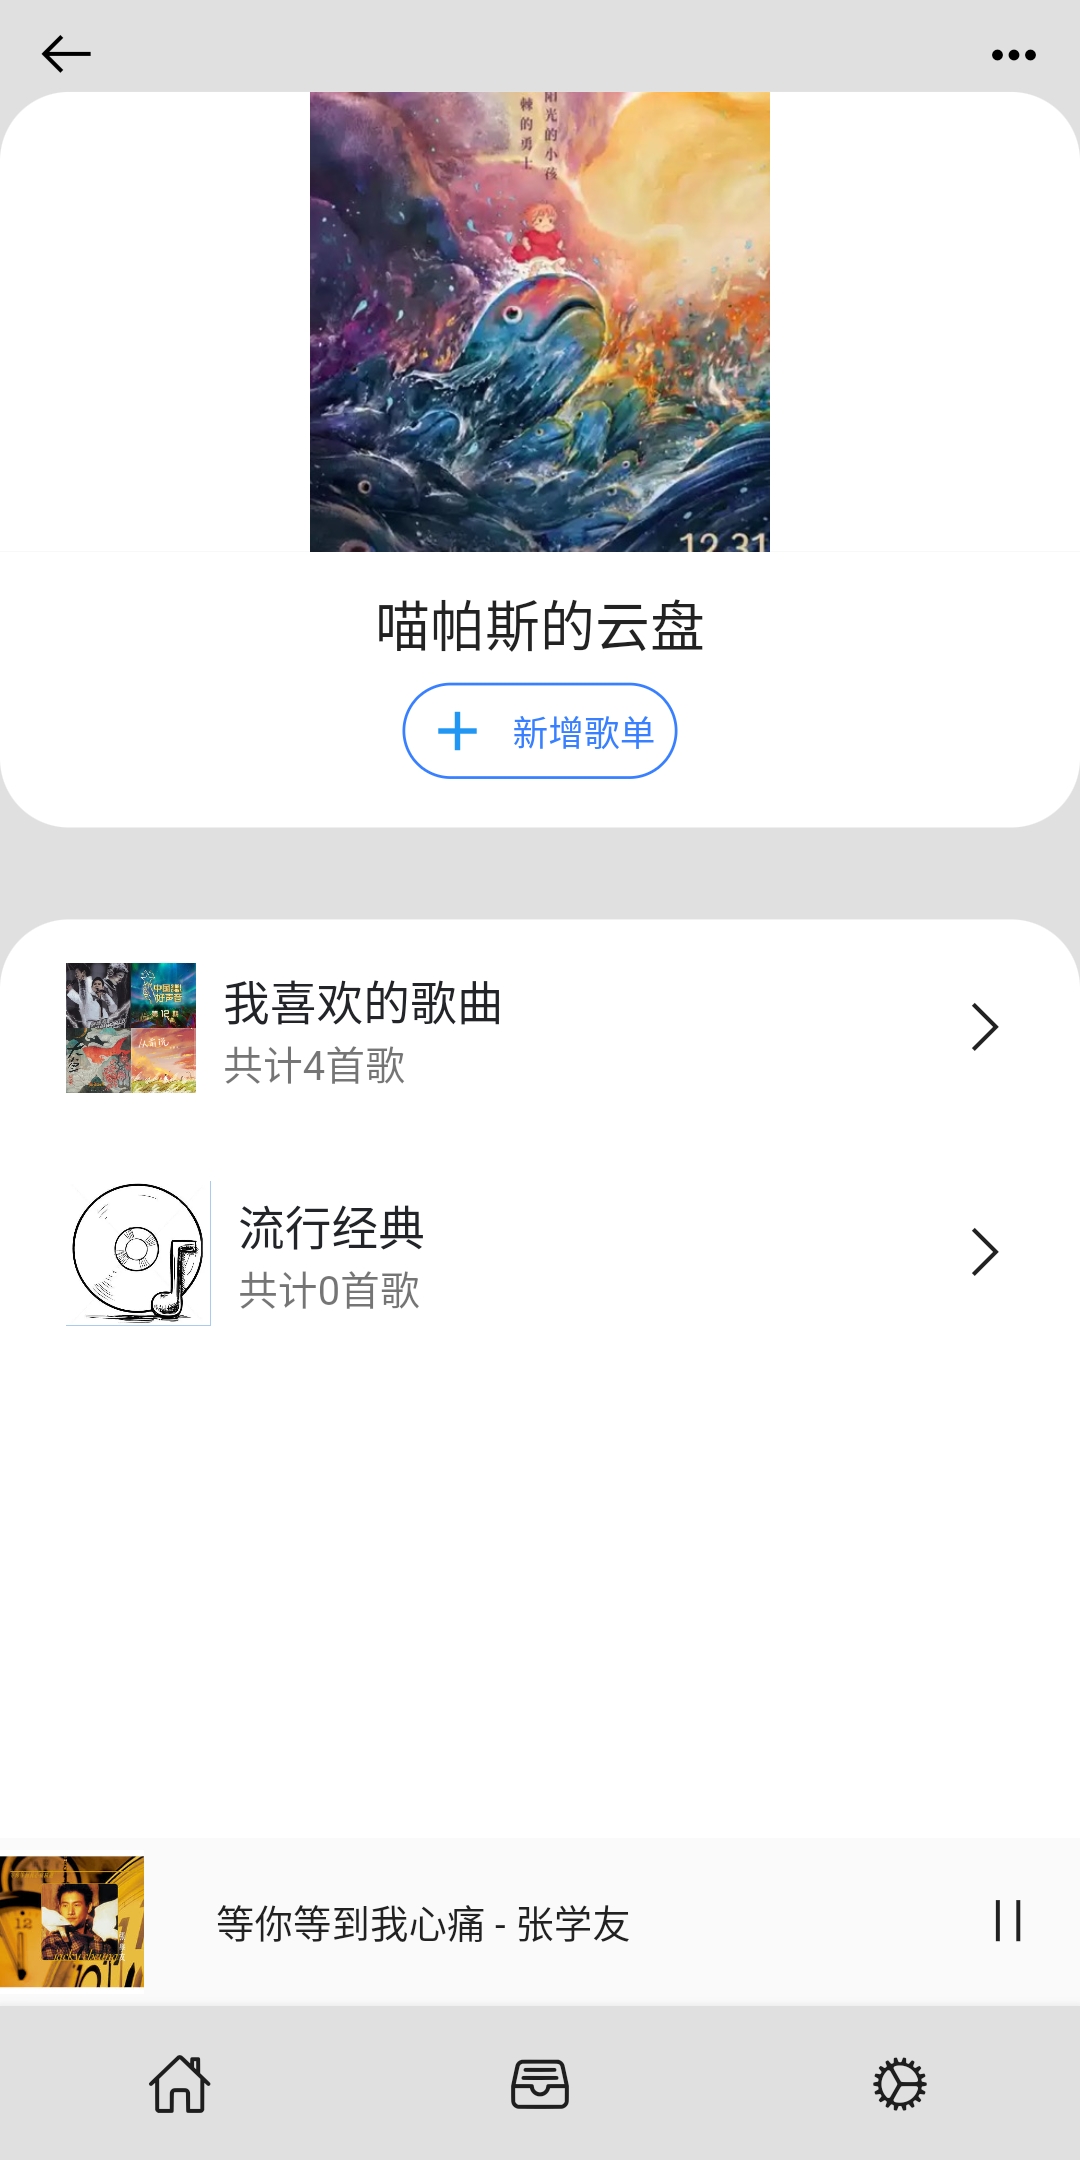 阳光的小孩
棘的勇士
12.31
喵帕斯的云盘
新增歌单
我喜欢的歌曲
共计4首歌
流行经典
共计0首歌
等你等到我心痛 - 张学友